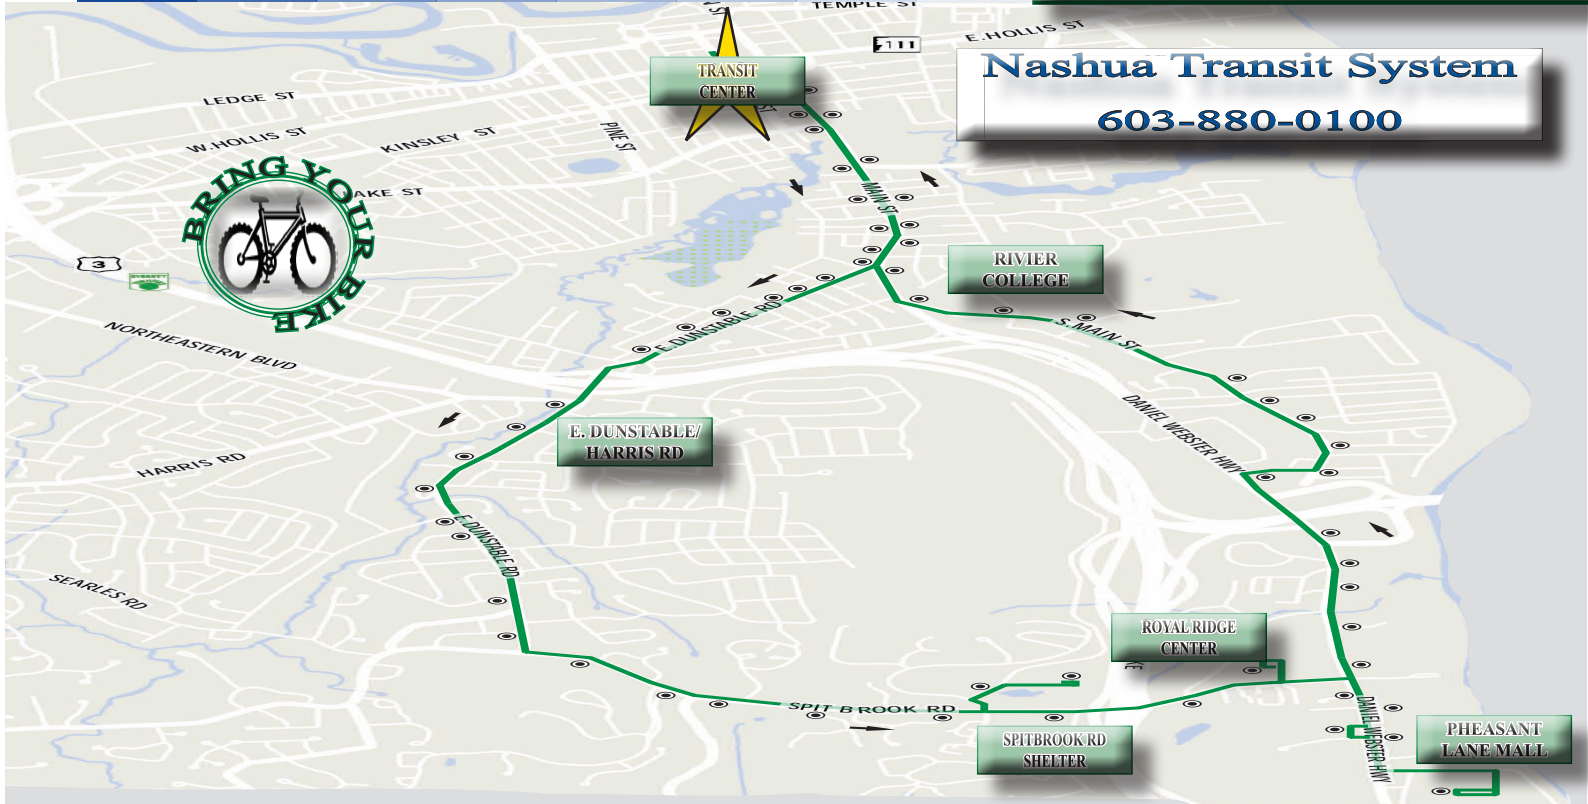 TEMPLE ST
E.HOLLIS ST
111
Nashua Transit System
603-880-0100
TRANSIT
CENTER
ST
LEDGE ST
W.HOLLIS ST
KINSLEY ST
PINE ST
LAKE ST
BRING YOUR BIKE
MAIN ST
3
RIVIER
COLLEGE
E.DUNSTABLE RD
S.MAIN ST
NORTHEASTERN BLVD
DANIEL WEBSTER HWY
E. DUNSTABLE/
HARRIS RD
HARRIS RD
E.DUNSTABLE RD
SEARLES RD
ROYAL RIDGE
CENTER
SPIT BROOK RD
DANIEL WEBSTER HWY
SPITBROOK RD
SHELTER
PHEASANT
LANE MALL